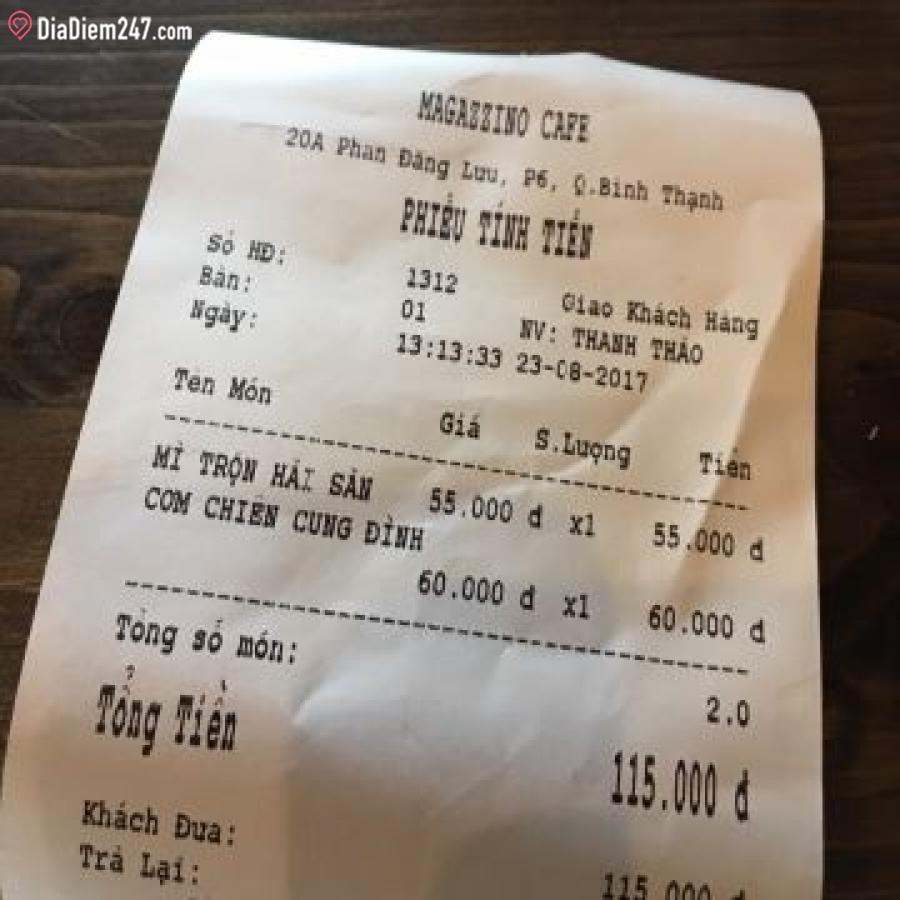 DiaDiem247.com
MAGAZZINO CAFE
20A Phan Đăng Lưu, P6, Q.Bình Thạnh
PHIẾU TÍNH TIỀN
Số HĐ: 1312 Giao Khách Hàng
Bàn: 01 NV: THANH THẢO
Ngày: 13:13:33 23-08-2017
Tên Món Giá S.Lượng Tiền
MÌ TRỘN HẢI SẢN 55.000 đ x1 55.000 đ
CƠM CHIÊN CUNG ĐÌNH
60.000 đ x1 60.000 đ
Tổng số món: 2.0
Tổng Tiền 115.000 đ
Khách Đưa: 115.000 đ
Trả Lại: